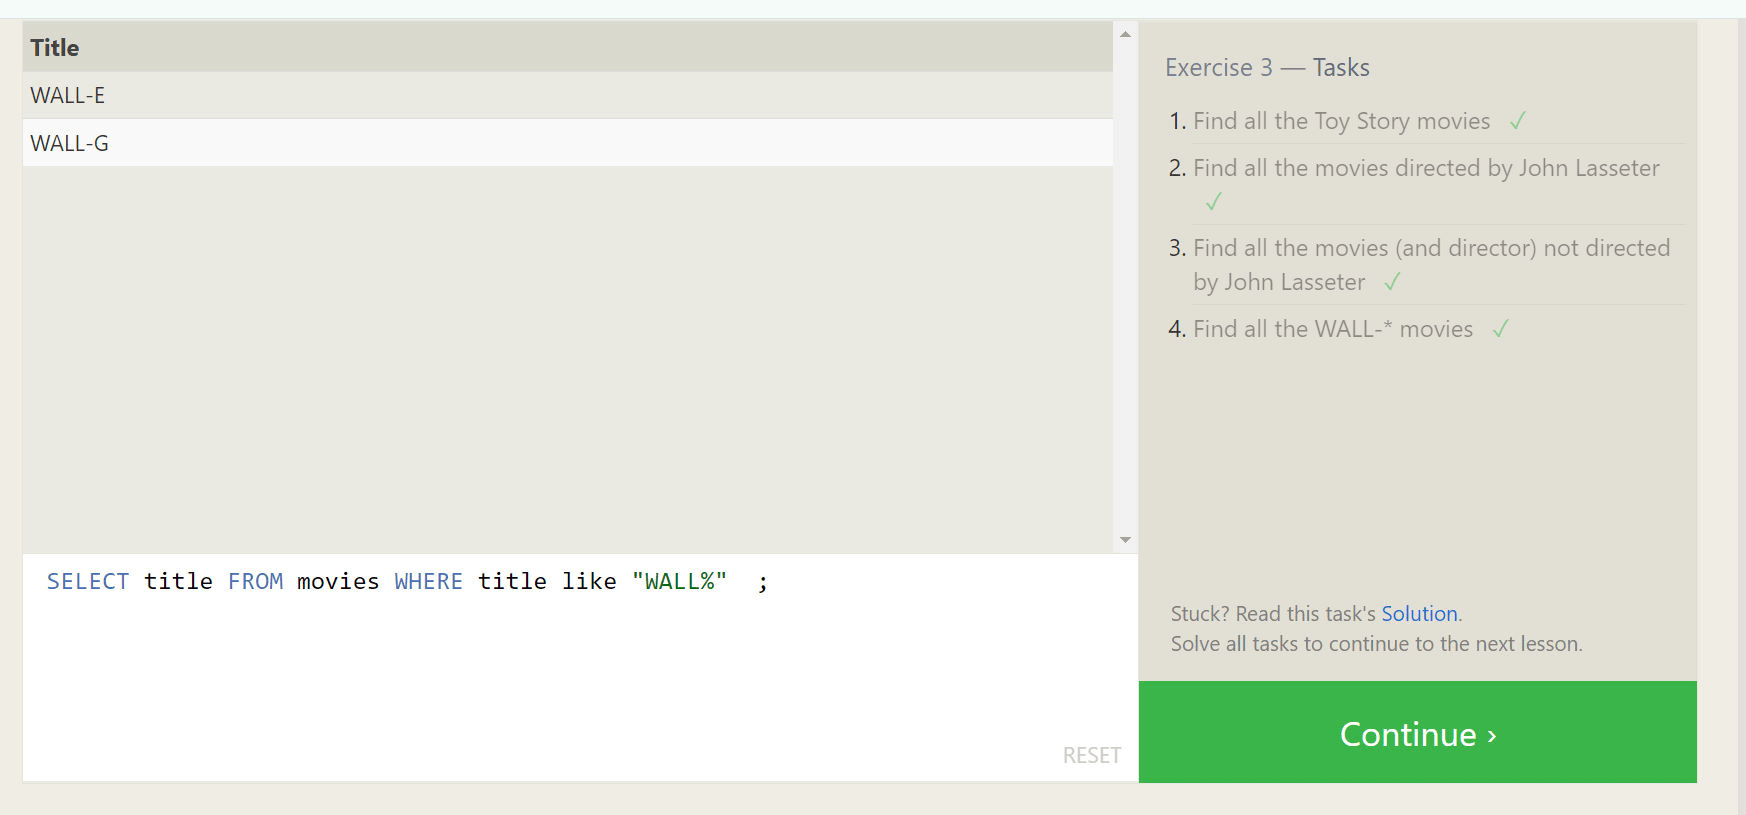 Title
WALL-E
WALL-G
SELECT title FROM movies WHERE title like "WALL%"  ;
RESET
Exercise 3 — Tasks
1. Find all the Toy Story movies ✓
2. Find all the movies directed by John Lasseter
✓
3. Find all the movies (and director) not directed
by John Lasseter ✓
4. Find all the WALL-* movies ✓
Stuck? Read this task's Solution.
Solve all tasks to continue to the next lesson.
Continue ›